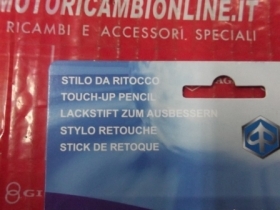 MOTORICAMBIONLINE.IT
RICAMBI E ACCESSORI, SPECIALI
STILO DA RITOCCO
TOUCH-UP PENCIL
LACKSTIFT ZUM AUSBESSERN
STYLO RETOUCHE
STICK DE RETOQUE
GI